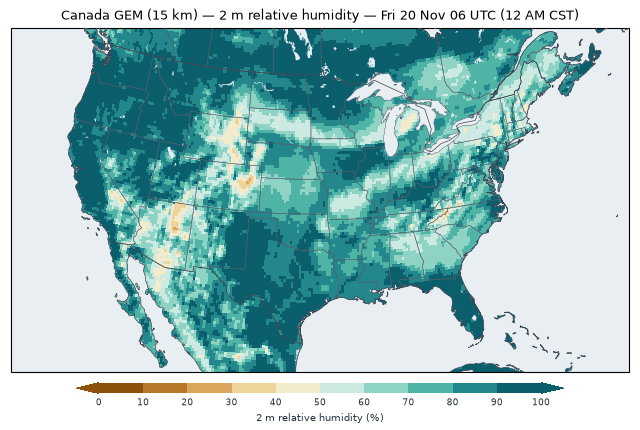 Canada GEM (15 km) — 2 m relative humidity — Fri 20 Nov 06 UTC (12 AM CST)
0 10 20 30 40 50 60 70 80 90 100
2 m relative humidity (%)